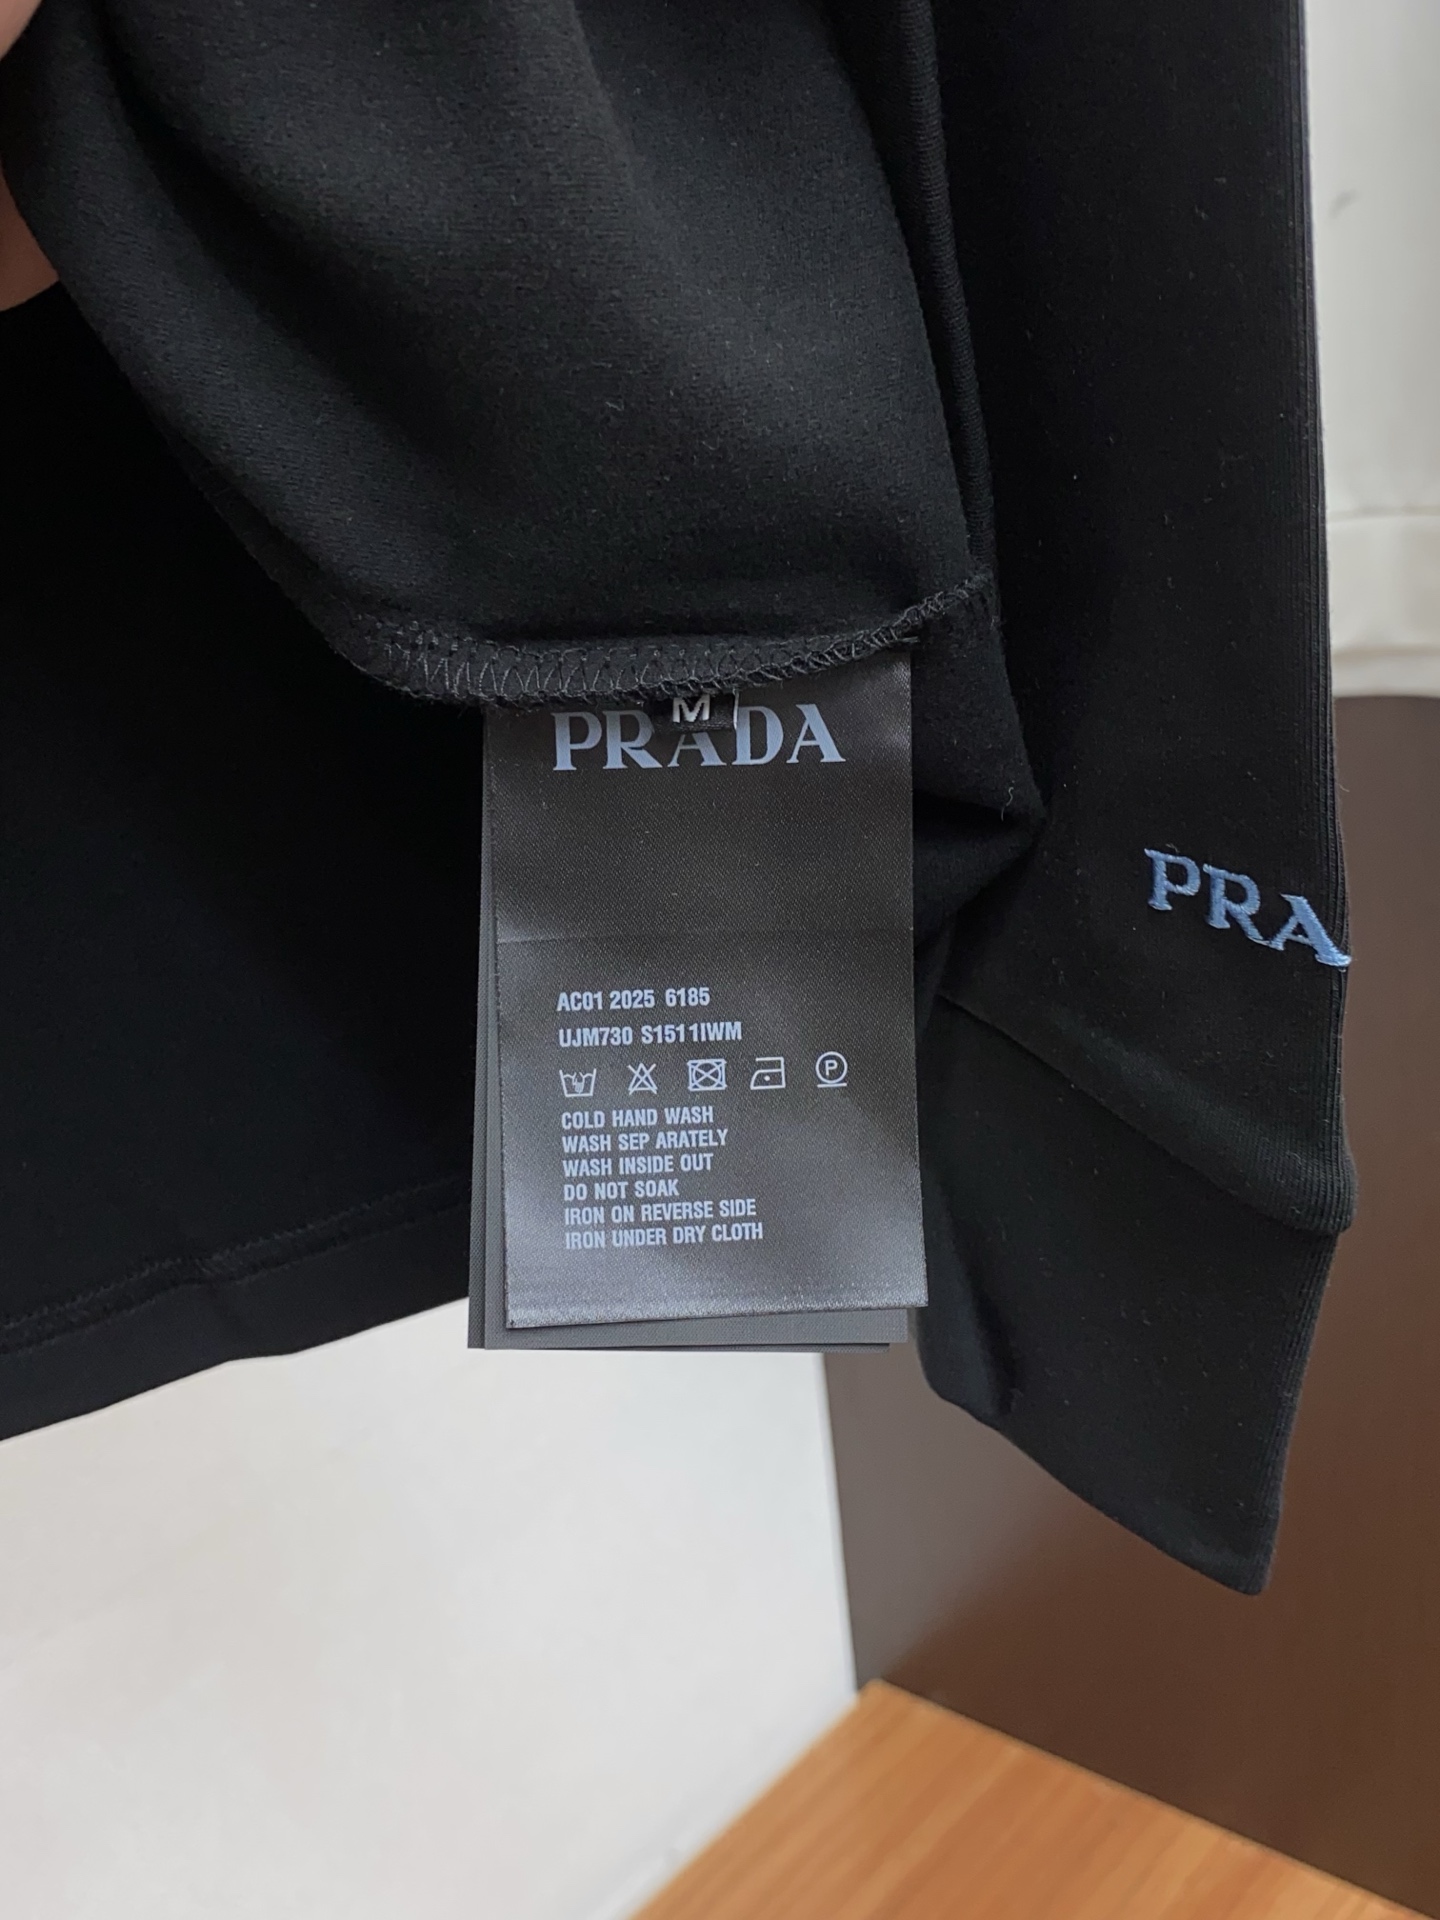 M
PRADA
PRA
AC01 2025 6185
UJM730 S1511IWM
P
COLD HAND WASH
WASH SEP ARATELY
WASH INSIDE OUT
DO NOT SOAK
IRON ON REVERSE SIDE
IRON UNDER DRY CLOTH